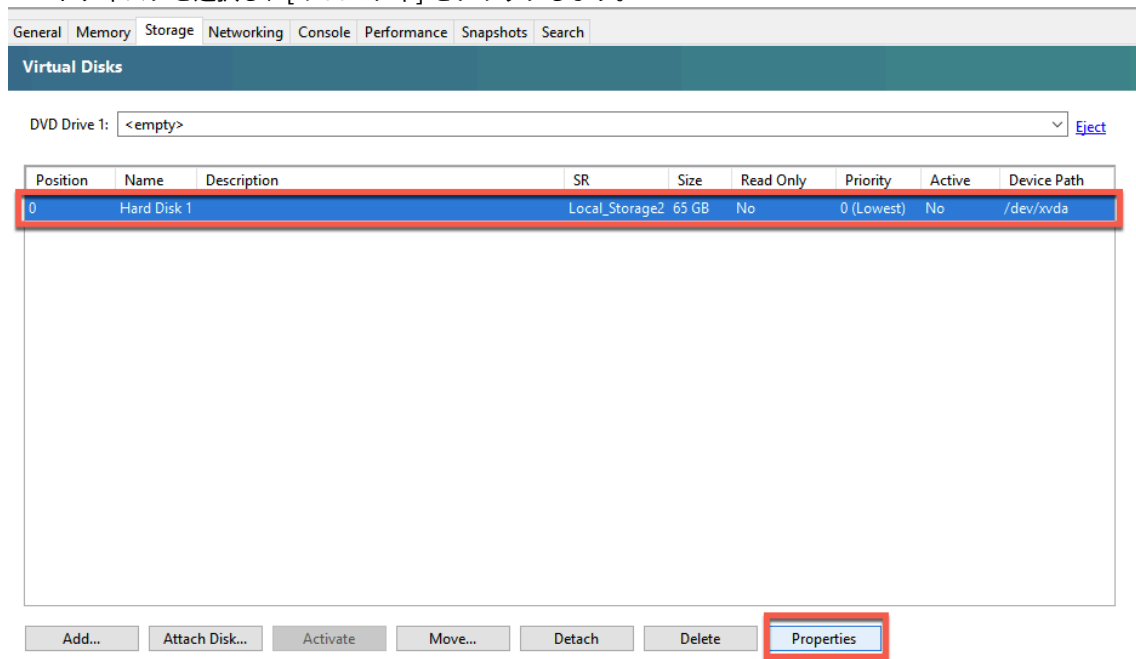 General Memory Storage Networking Console Performance Snapshots Search
Virtual Disks
DVD Drive 1: <empty> Eject
Position Name Description SR Size Read Only Priority Active Device Path
0 Hard Disk 1 Local_Storage2 65 GB No 0 (Lowest) No /dev/xvda
Add... Attach Disk... Activate Move... Detach Delete Properties